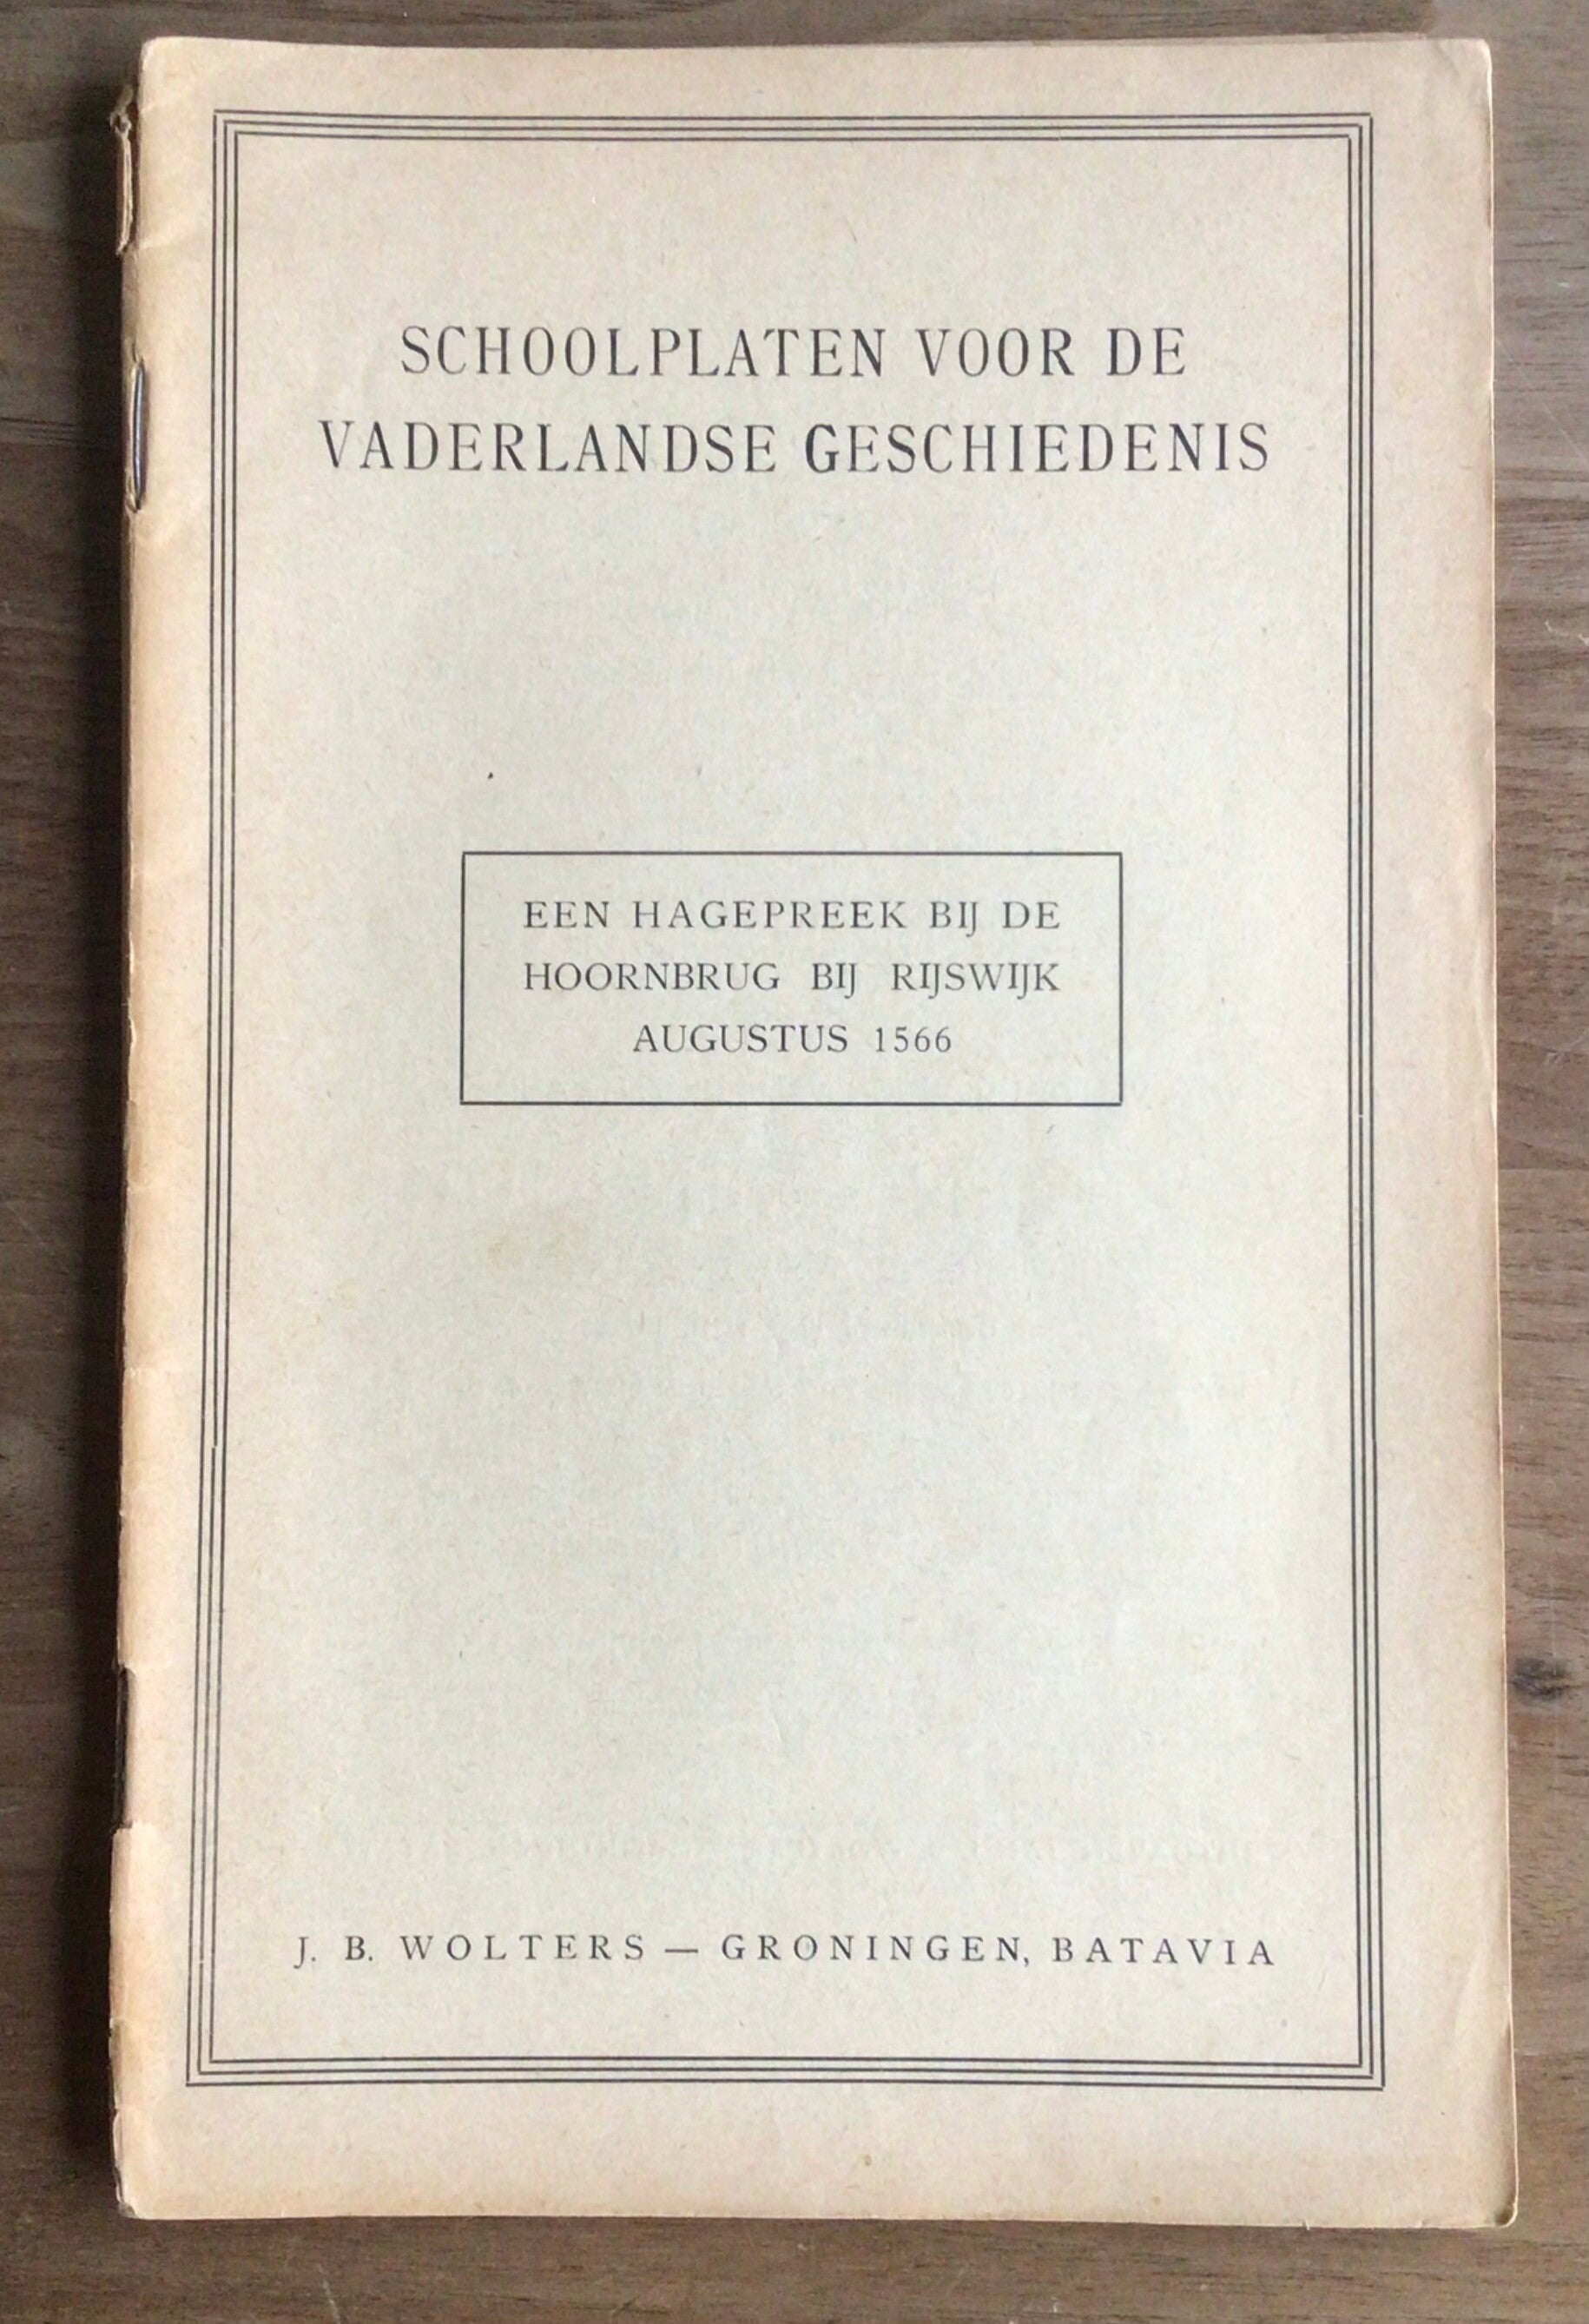 SCHOOLPLATEN VOOR DE
VADERLANDSE GESCHIEDENIS
EEN HAGEPREEK BIJ DE
HOORNBRUG BIJ RIJSWIJK
AUGUSTUS 1566
J. B. WOLTERS — GRONINGEN, BATAVIA